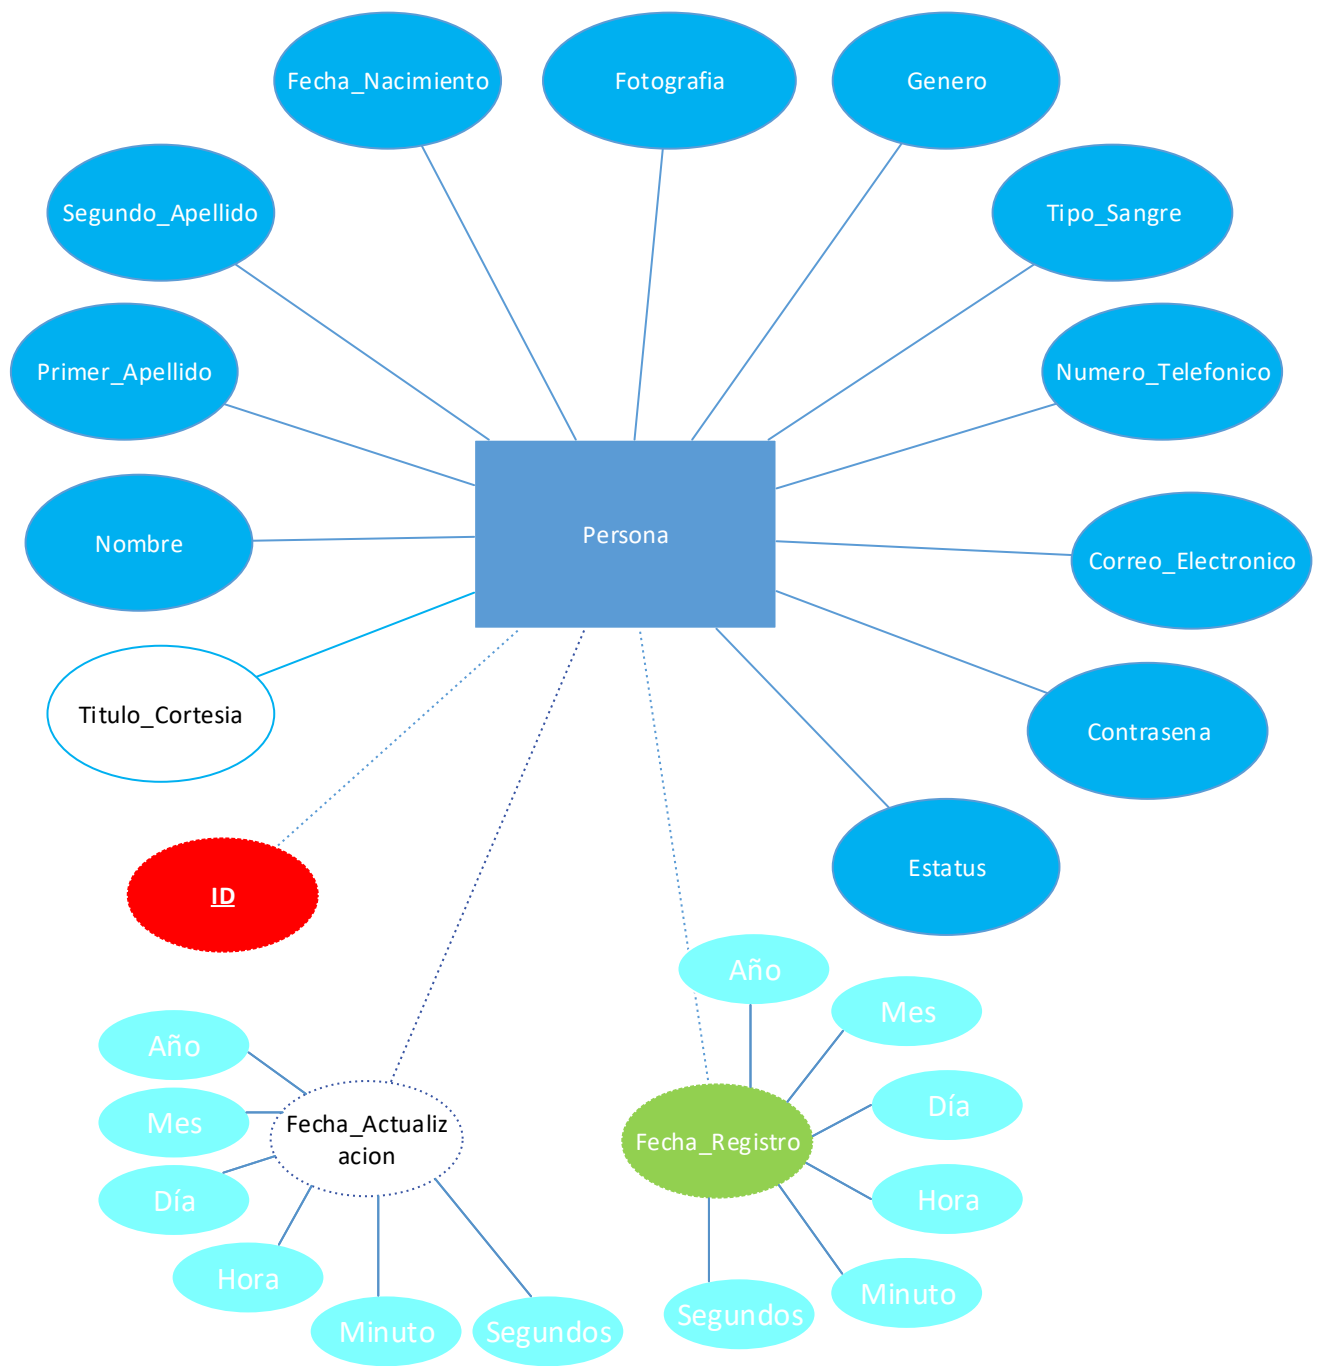 Fecha_Nacimiento
Fotografia
Genero
Segundo_Apellido
Tipo_Sangre
Primer_Apellido
Numero_Telefonico
Persona
Nombre
Correo_Electronico
Titulo_Cortesia
Contrasena
Estatus
ID
Año
Mes
Año
Mes
Día
Fecha_Actualiz
acion
Fecha_Registro
Día
Hora
Hora
Minuto
Segundos
Minuto
Segundos